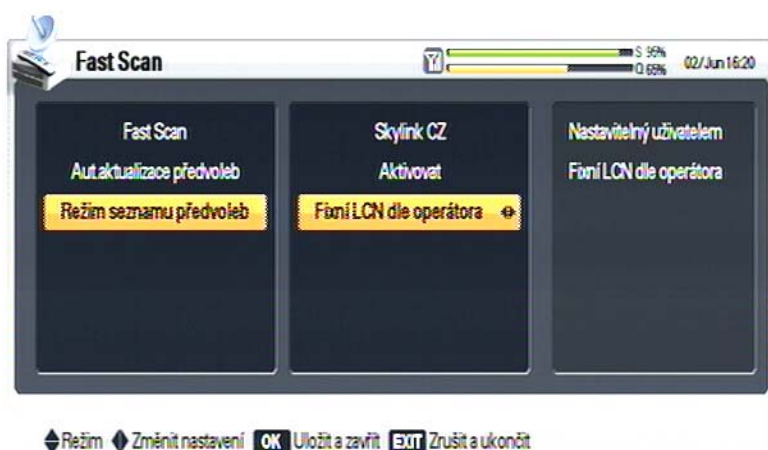 Fast Scan
S 95%
Q 65%
02/Jun 16:20
Fast Scan
Skylink CZ
Nastavitelný uživatelem
Aut.aktualizace předvoleb
Aktivovat
Fixní LCN dle operátora
Režim seznamu předvoleb
Fixní LCN dle operátora
Režim Změnit nastavení OK Uložit a zavřít EXIT Zrušit a ukončit